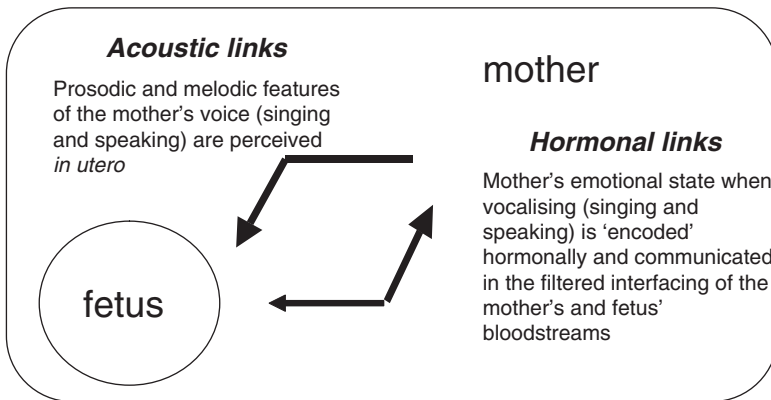 Acoustic links
Prosodic and melodic features
of the mother's voice (singing
and speaking) are perceived
in utero
mother
Hormonal links
Mother's emotional state when
vocalising (singing and
speaking) is 'encoded'
hormonally and communicated
in the filtered interfacing of the
mother's and fetus'
bloodstreams
fetus